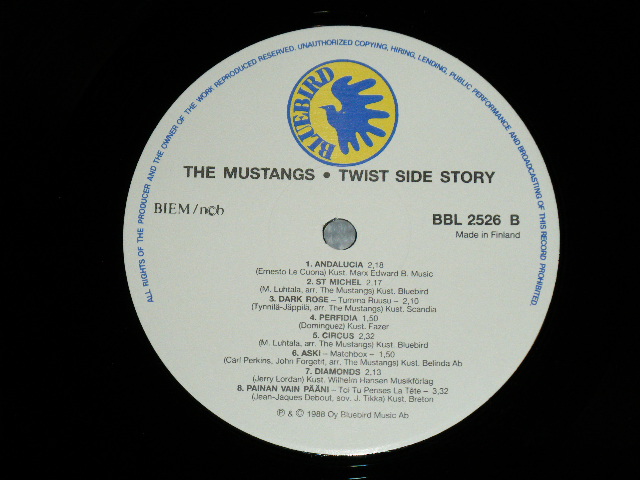 ALL RIGHTS OF THE PRODUCER AND THE OWNER OF THE WORK REPRODUCED RESERVED. UNAUTHORIZED COPYING, HIRING, LENDING, PUBLIC PERFORMANCE AND BROADCASTING OF THIS RECORD PROHIBITED.
BLUEBIRD
THE MUSTANGS • TWIST SIDE STORY
BIEM/ncb
BBL 2526 B
Made in Finland
1. ANDALUCIA 2,18
(Ernesto Le Cuona) Kust. Marx Edward B. Music
2. ST MICHEL 2.17
(M. Luhtala, arr. The Mustangs) Kust. Bluebird
3. DARK ROSE – Tumma Ruusu – 2,10
(Tynnilä-Jäppilä, arr. The Mustangs) Kust. Scandia
4. PERFIDIA 1,50
(Dominguez) Kust. Fazer
5. CIRCUS 2,32
(M. Luhtala, arr. The Mustangs) Kust. Bluebird
6. ASKI – Matchbox – 1,50
(Carl Perkins, John Forgetit, arr. The Mustangs) Kust. Belinda Ab
7. DIAMONDS 2.13
(Jerry Lordan) Kust. Wilhelm Hansen Musikförlag
8. PAINAN VAIN PÄÄNI – Toi Tu Penses La Tête – 3,32
(Jean-Jaques Debout, sov. J. Tikka) Kust. Breton
℗ & © 1988 Oy Bluebird Music Ab